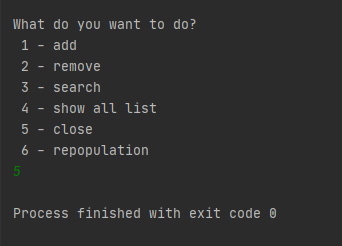 What do you want to do?
1 - add
2 - remove
3 - search
4 - show all list
5 - close
6 - repopulation
5
Process finished with exit code 0